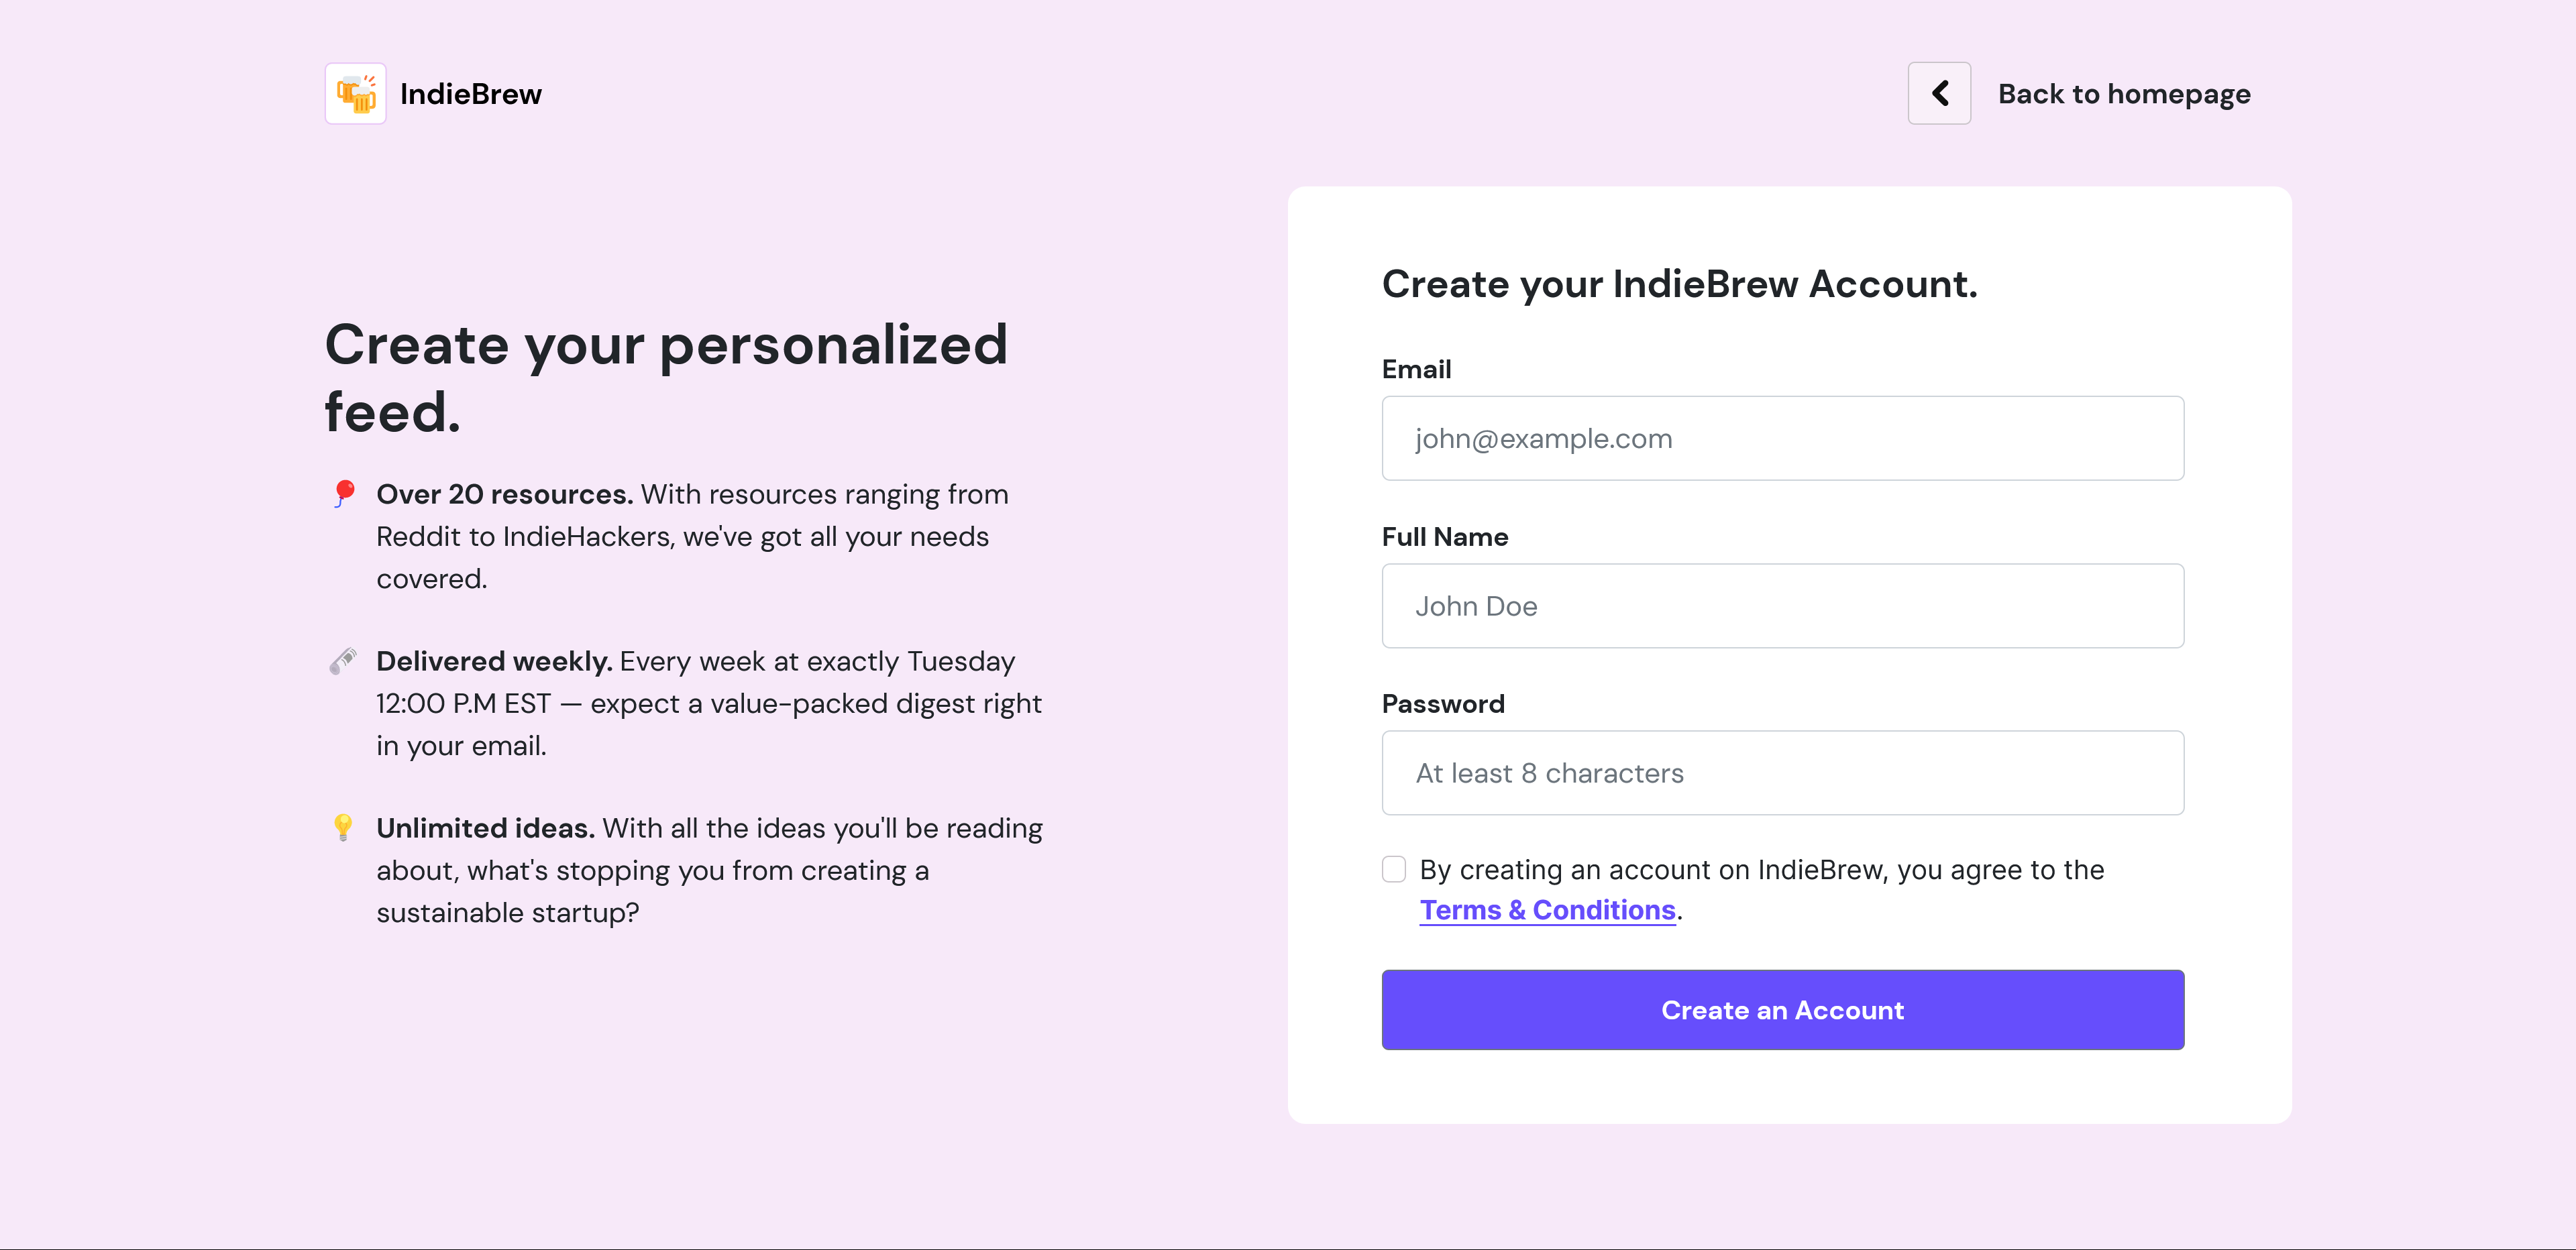 IndieBrew
Back to homepage
Create your personalized
feed.
Over 20 resources. With resources ranging from
Reddit to IndieHackers, we've got all your needs
covered.
Delivered weekly. Every week at exactly Tuesday
12:00 P.M EST — expect a value-packed digest right
in your email.
Unlimited ideas. With all the ideas you'll be reading
about, what's stopping you from creating a
sustainable startup?
Create your IndieBrew Account.
Email
john@example.com
Full Name
John Doe
Password
At least 8 characters
By creating an account on IndieBrew, you agree to the
Terms & Conditions.
Create an Account